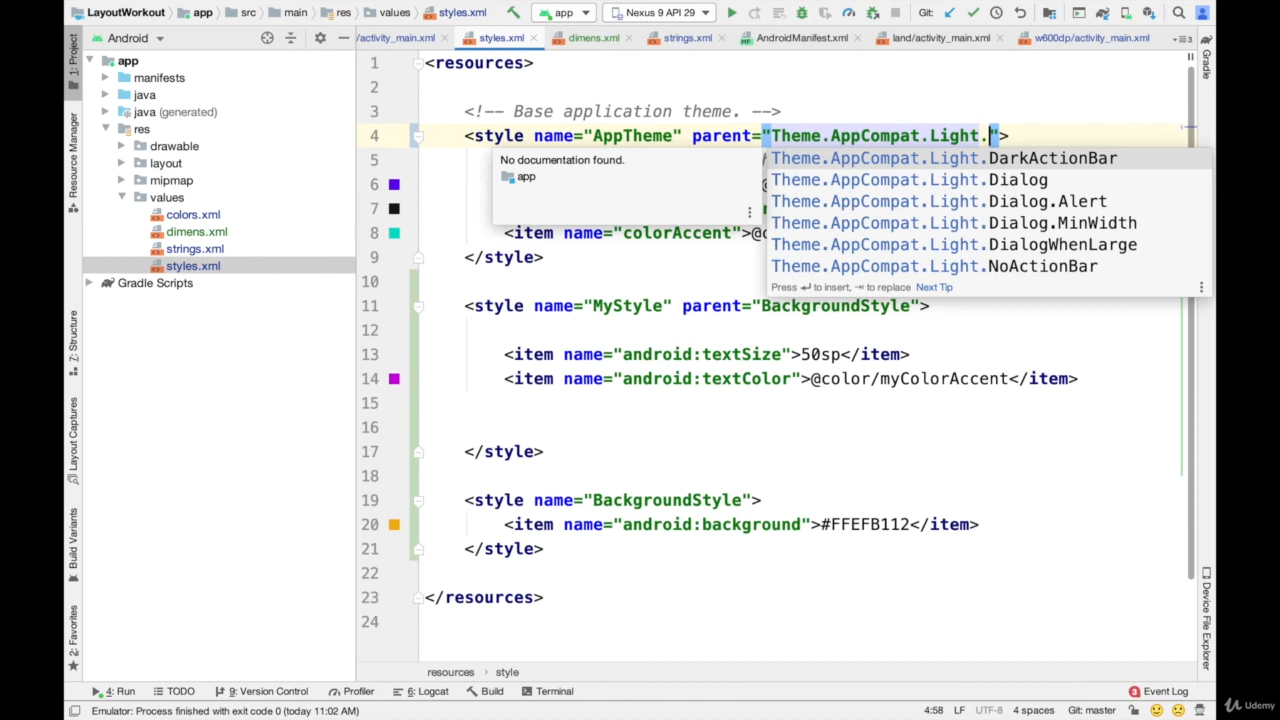 LayoutWorkout
app
src
main
res
values
styles.xml
app
Nexus 9 API 29
Git:
Android
/activity_main.xml
styles.xml
dimens.xml
strings.xml
AndroidManifest.xml
land/activity_main.xml
w600dp/activity_main.xml
1: Project
Resource Manager
7: Structure
Layout Captures
Build Variants
2: Favorites
app
manifests
java
java (generated)
res
drawable
layout
mipmap
values
colors.xml
dimens.xml
strings.xml
styles.xml
Gradle Scripts
1 <resources>
2
3 <!-- Base application theme. -->
4 <style name="AppTheme" parent="Theme.AppCompat.Light.">
5
6
7
8 <item name="colorAccent">@c
9 </style>
10
11 <style name="MyStyle" parent="BackgroundStyle">
12
13 <item name="android:textSize">50sp</item>
14 <item name="android:textColor">@color/myColorAccent</item>
15
16
17 </style>
18
19 <style name="BackgroundStyle">
20 <item name="android:background">#FFEFB112</item>
21 </style>
22
23 </resources>
24
No documentation found.
app
Theme.AppCompat.Light.DarkActionBar
Theme.AppCompat.Light.Dialog
Theme.AppCompat.Light.Dialog.Alert
Theme.AppCompat.Light.Dialog.MinWidth
Theme.AppCompat.Light.DialogWhenLarge
Theme.AppCompat.Light.NoActionBar
Press ↵ to insert, ⇥ to replace Next Tip
Gradle
Device File Explorer
resources › style
4: Run
TODO
9: Version Control
Profiler
6: Logcat
Build
Terminal
3 Event Log
Emulator: Process finished with exit code 0 (today 11:02 AM)
4:58 LF UTF-8 4 spaces Git: master
Udemy